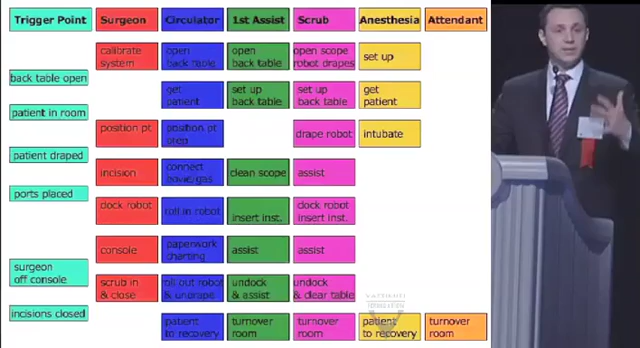 Trigger Point Surgeon Circulator 1st Assist Scrub Anesthesia Attendant
calibrate system open back table open back table open scope robot drapes set up
back table open
get patient set up back table set up back table get patient
patient in room
position pt position pt drape robot intubate
patient draped
incision connect bovie/gas clean scope assist
ports placed
dock robot roll in robot insert inst. dock robot insert inst.
console paperwork charting assist assist
surgeon off console
scrub in & close roll out robot & undrape undock & assist undock & clear table
incisions closed
patient to recovery turnover room turnover room patient to recovery turnover room